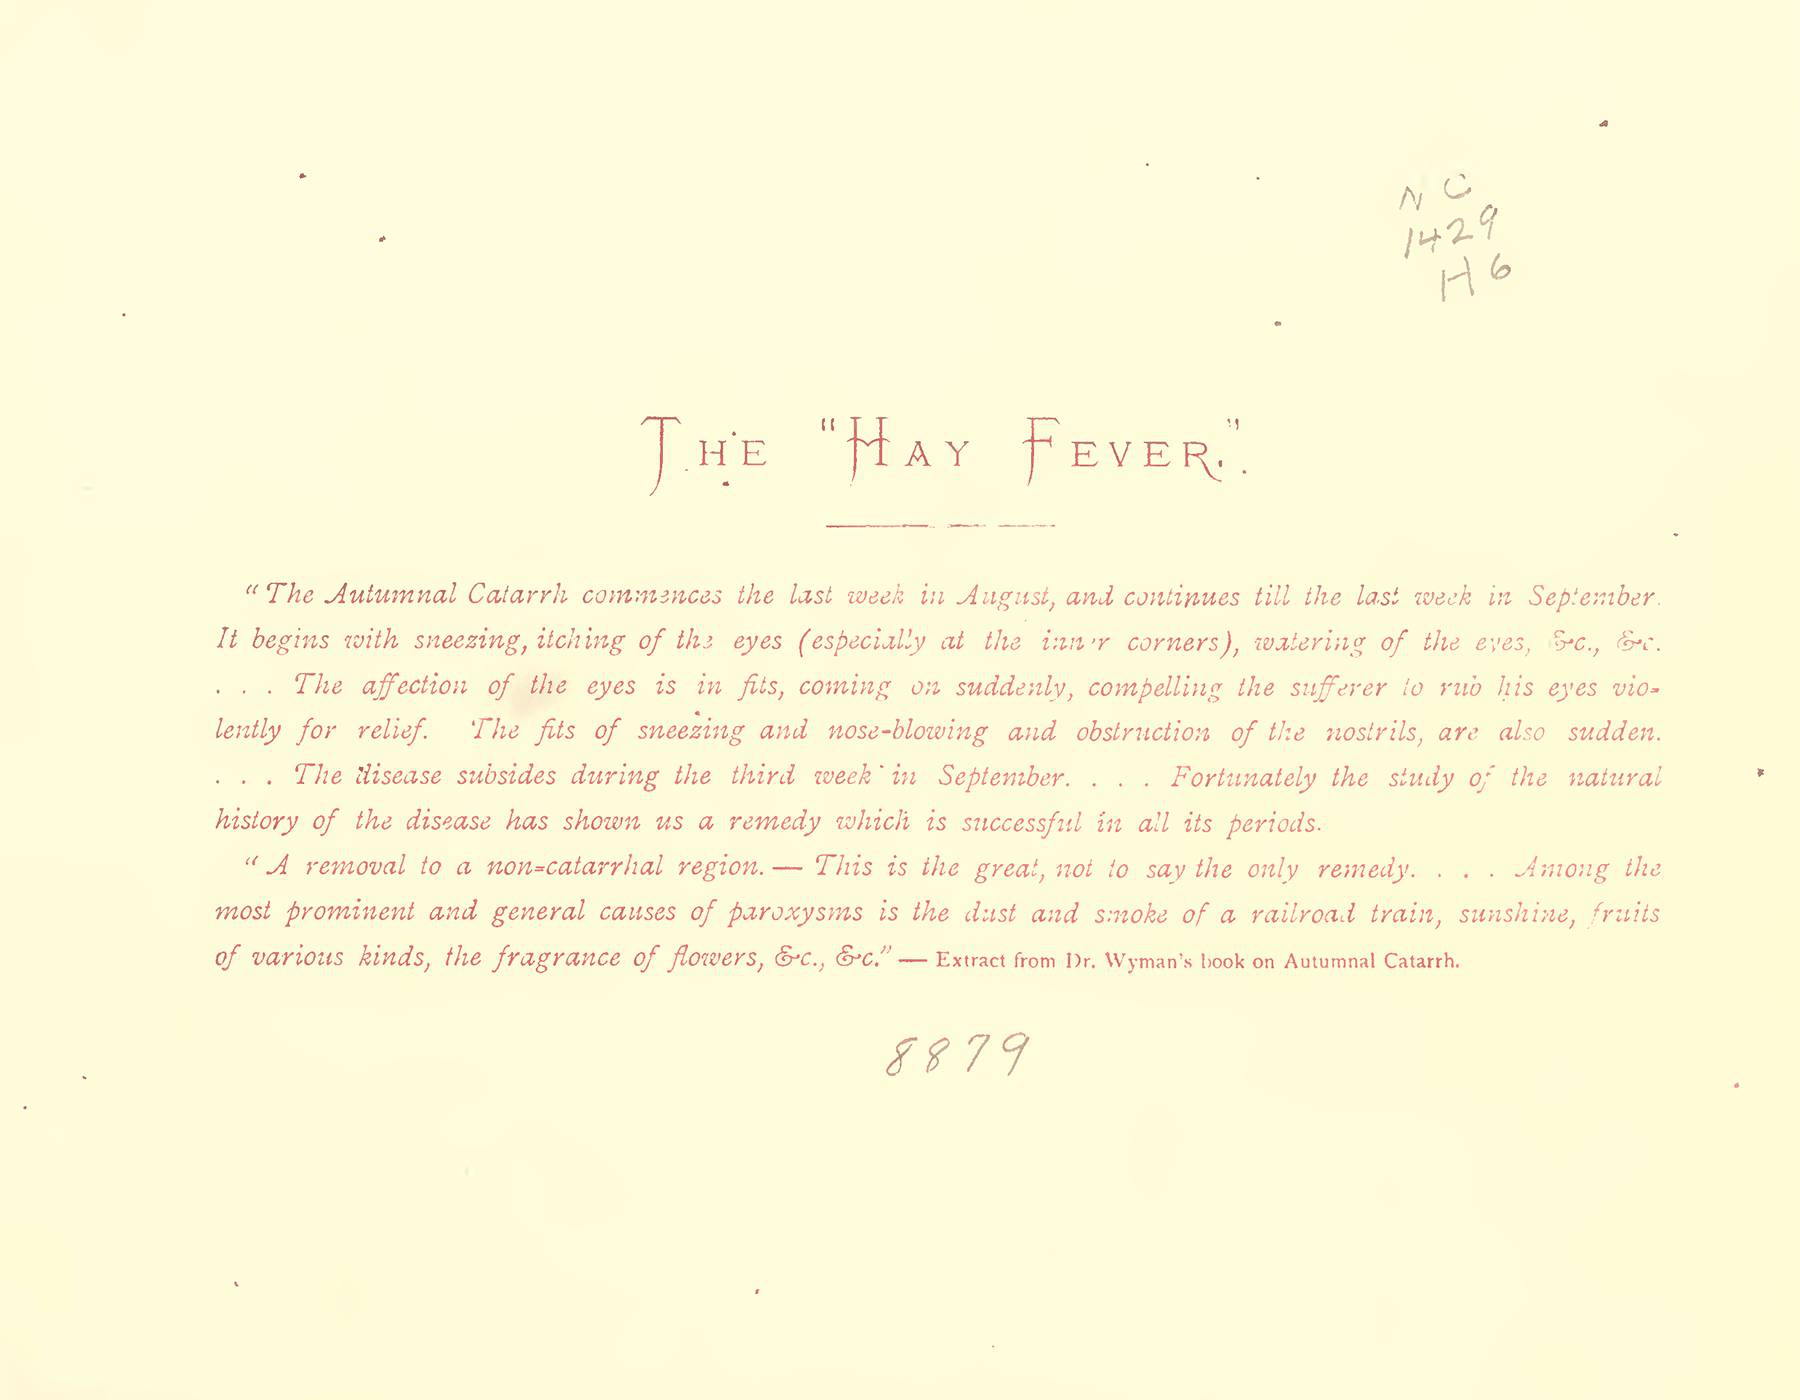 N C
1429
H 6
THE "HAY FEVER."
"The Autumnal Catarrh commences the last week in August, and continues till the last week in September.
It begins with sneezing, itching of the eyes (especially at the inner corners), watering of the eyes, &c., &c.
. . . The affection of the eyes is in fits, coming on suddenly, compelling the sufferer to rub his eyes vio-
lently for relief. The fits of sneezing and nose-blowing and obstruction of the nostrils, are also sudden.
. . . The disease subsides during the third week in September. . . . Fortunately the study of the natural
history of the disease has shown us a remedy which is successful in all its periods.
"A removal to a non-catarrhal region. — This is the great, not to say the only remedy. . . . Among the
most prominent and general causes of paroxysms is the dust and smoke of a railroad train, sunshine, fruits
of various kinds, the fragrance of flowers, &c., &c." — Extract from Dr. Wyman's book on Autumnal Catarrh.
8879